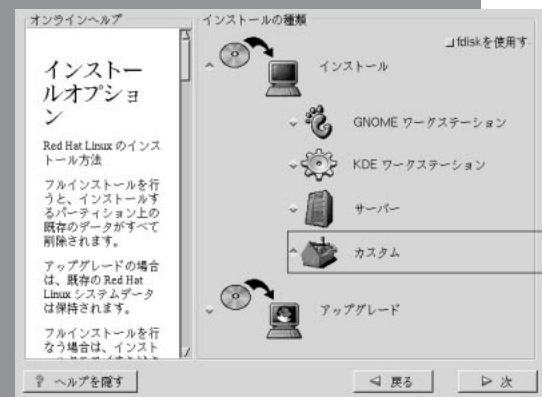 オンラインヘルプ
インストー
ルオプショ
ン
Red Hat Linux のインス
トール方法
フルインストールを行
うと、インストールす
るパーティション上の
既存のデータがすべて
削除されます。
アップグレードの場合
は、既存の Red Hat
Linux システムデータ
は保持されます。
フルインストールを行
なう場合は、インスト
インストールの種類
fdiskを使用す
インストール
GNOME ワークステーション
KDE ワークステーション
サーバー
カスタム
アップグレード
? ヘルプを隠す
戻る
次